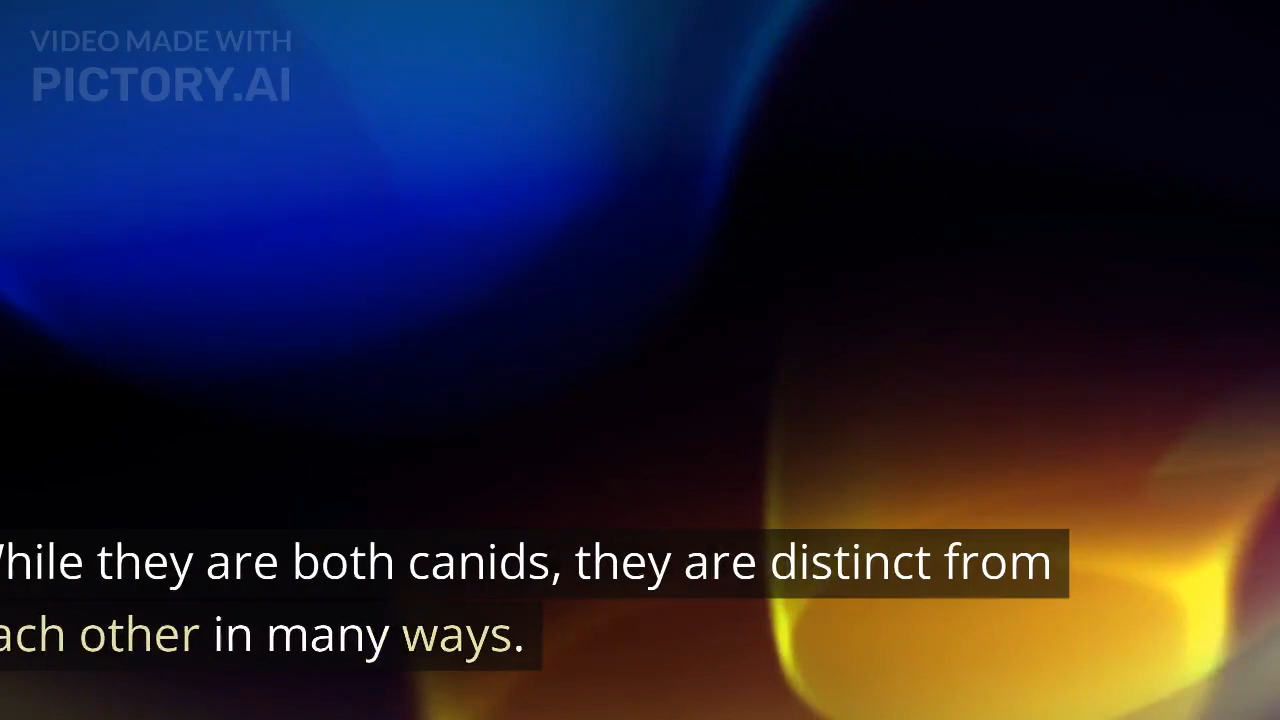 VIDEO MADE WITH
PICTORY.AI
hile they are both canids, they are distinct from
ach other in many ways.